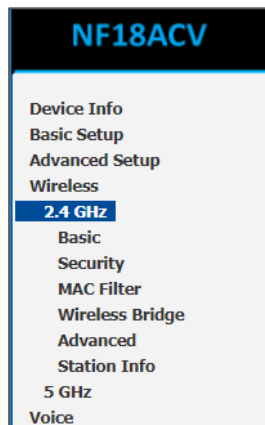 NF18ACV
Device Info
Basic Setup
Advanced Setup
Wireless
2.4 GHz
Basic
Security
MAC Filter
Wireless Bridge
Advanced
Station Info
5 GHz
Voice